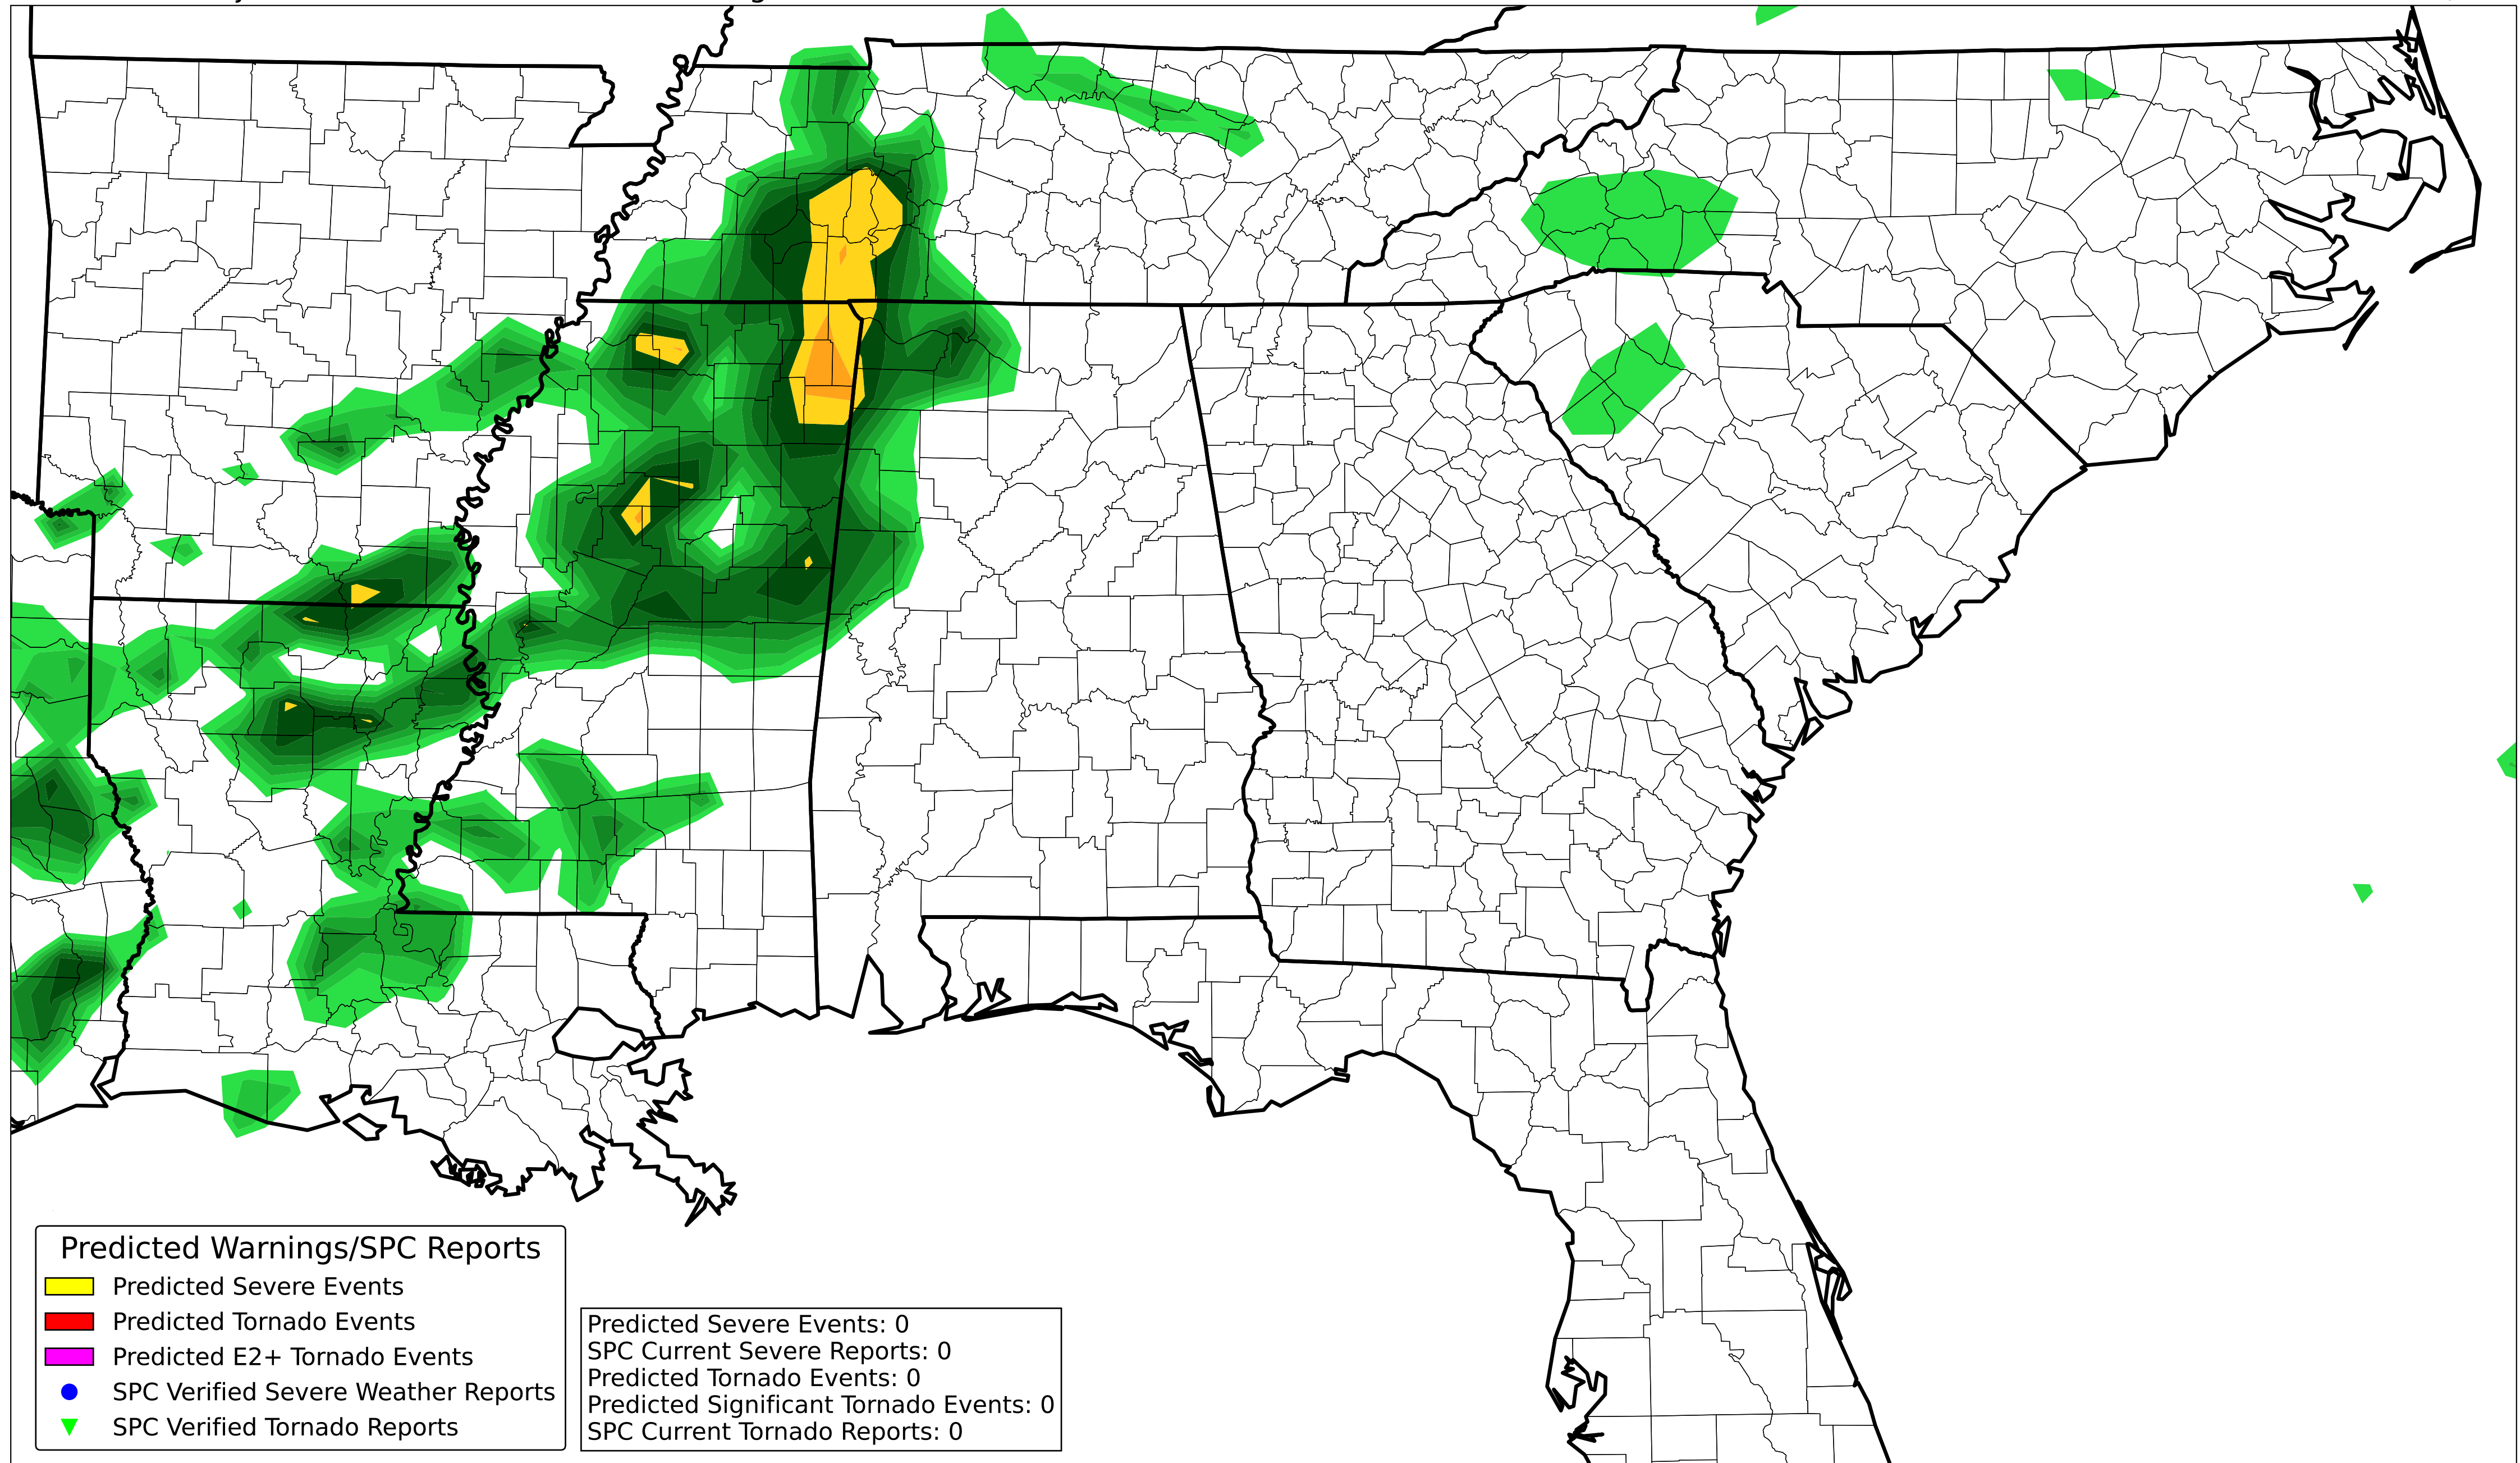 Predicted Warnings/SPC Reports
Predicted Severe Events
Predicted Tornado Events
Predicted E2+ Tornado Events
SPC Verified Severe Weather Reports
SPC Verified Tornado Reports
Predicted Severe Events: 0
SPC Current Severe Reports: 0
Predicted Tornado Events: 0
Predicted Significant Tornado Events: 0
SPC Current Tornado Reports: 0